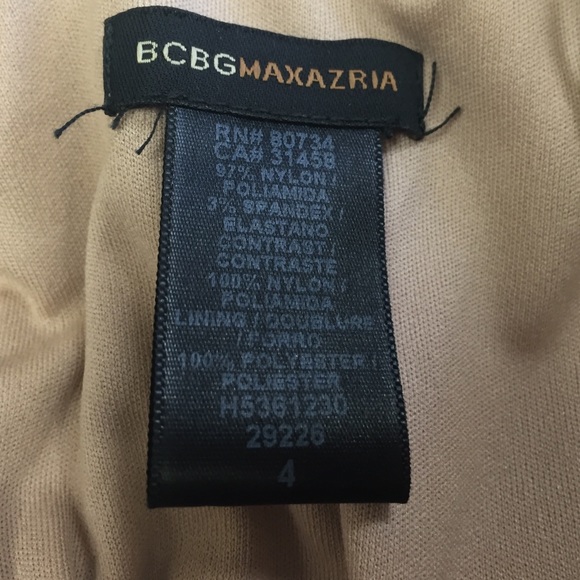 BCBGMAXAZRIA
RN# 80734
CA# 31458
97% NYLON /
POLIAMIDA
3% SPANDEX /
ELASTANO
CONTRAST /
CONTRASTE
100% NYLON /
POLIAMIDA
LINING / DOUBLURE
/ FORRO
100% POLYESTER /
POLIESTER
H5361230
29226
4